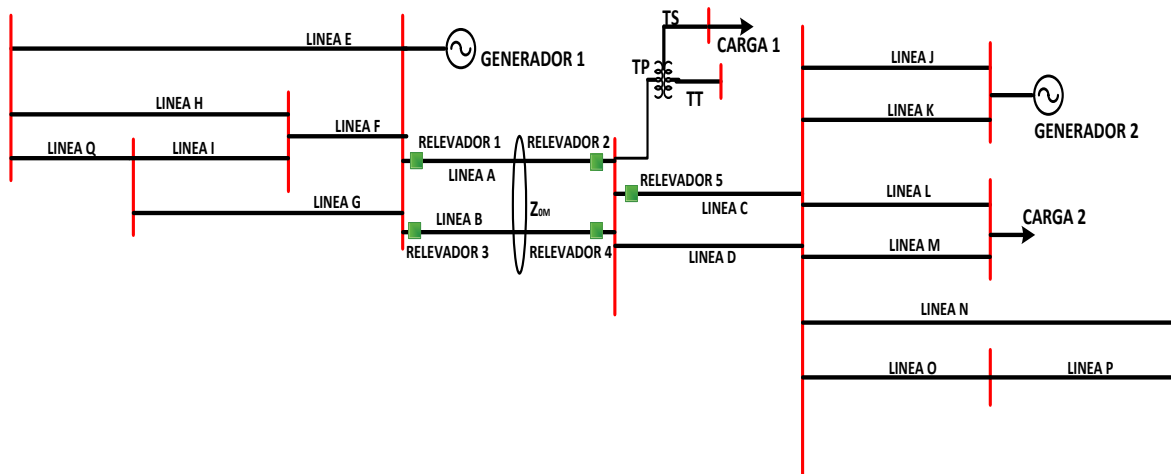 LINEA E
GENERADOR 1
LINEA H
LINEA F
LINEA Q
LINEA I
LINEA G
RELEVADOR 1
RELEVADOR 2
LINEA A
LINEA B
Z0M
RELEVADOR 3
RELEVADOR 4
TS
CARGA 1
TP
TT
RELEVADOR 5
LINEA C
LINEA D
LINEA J
LINEA K
GENERADOR 2
LINEA L
CARGA 2
LINEA M
LINEA N
LINEA O
LINEA P